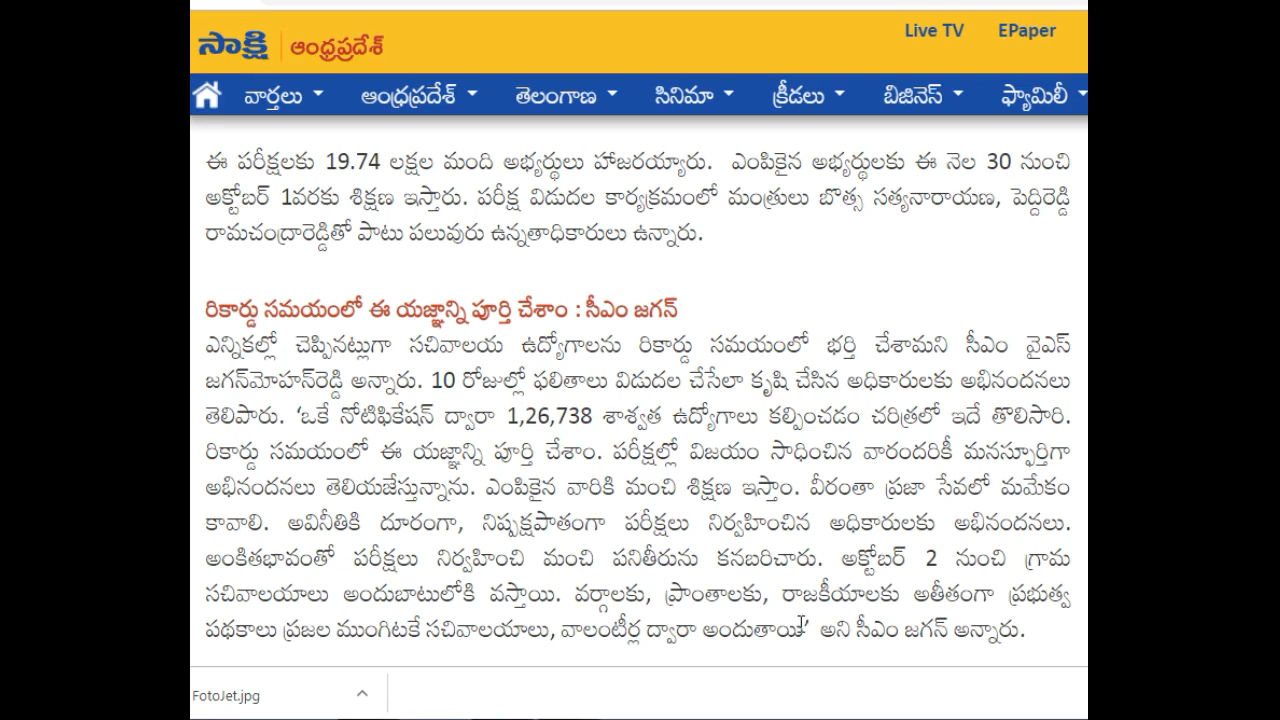 సాక్షి ఆంధ్రప్రదేశ్ Live TV EPaper
వార్తలు ఆంధ్రప్రదేశ్ తెలంగాణ సినిమా క్రీడలు బిజినెస్ ఫ్యామిలీ
ఈ పరీక్షలకు 19.74 లక్షల మంది అభ్యర్థులు హాజరయ్యారు. ఎంపికైన అభ్యర్థులకు ఈ నెల 30 నుంచి
అక్టోబర్ 1వరకు శిక్షణ ఇస్తారు. పరీక్ష విడుదల కార్యక్రమంలో మంత్రులు బొత్స సత్యనారాయణ, పెద్దిరెడ్డి
రామచంద్రారెడ్డితో పాటు పలువురు ఉన్నతాధికారులు ఉన్నారు.
రికార్డు సమయంలో ఈ యజ్ఞాన్ని పూర్తి చేశాం : సీఎం జగన్
ఎన్నికల్లో చెప్పినట్లుగా సచివాలయ ఉద్యోగాలను రికార్డు సమయంలో భర్తి చేశామని సీఎం వైఎస్
జగన్‌మోహన్‌రెడ్డి అన్నారు. 10 రోజుల్లో ఫలితాలు విడుదల చేసేలా కృషి చేసిన అధికారులకు అభినందనలు
తెలిపారు. ‘ఒకే నోటిఫికేషన్ ద్వారా 1,26,738 శాశ్వత ఉద్యోగాలు కల్పించడం చరిత్రలో ఇదే తొలిసారి.
రికార్డు సమయంలో ఈ యజ్ఞాన్ని పూర్తి చేశాం. పరీక్షల్లో విజయం సాధించిన వారందరికీ మనస్ఫూర్తిగా
అభినందనలు తెలియజేస్తున్నాను. ఎంపికైన వారికి మంచి శిక్షణ ఇస్తాం. వీరంతా ప్రజా సేవలో మమేకం
కావాలి. అవినీతికి దూరంగా, నిష్పక్షపాతంగా పరీక్షలు నిర్వహించిన అధికారులకు అభినందనలు.
అంకితభావంతో పరీక్షలు నిర్వహించి మంచి పనితీరును కనబరిచారు. అక్టోబర్ 2 నుంచి గ్రామ
సచివాలయాలు అందుబాటులోకి వస్తాయి. వర్గాలకు, ప్రాంతాలకు, రాజకీయాలకు అతీతంగా ప్రభుత్వ
పథకాలు ప్రజల ముంగిటకే సచివాలయాలు, వాలంటీర్ల ద్వారా అందుతాయి’ అని సీఎం జగన్ అన్నారు.
FotoJet.jpg